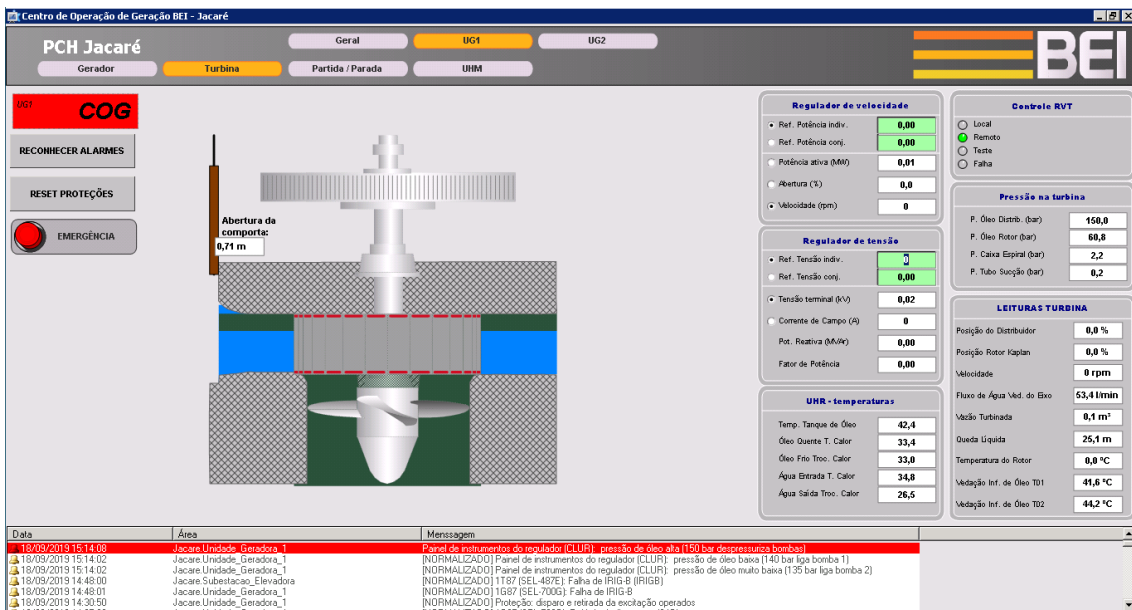 Centro de Operação de Geração BEI - Jacaré
PCH Jacaré
Geral
UG1
UG2
Gerador
Turbina
Partida / Parada
UHM
BEI
UG1
COG
RECONHECER ALARMES
RESET PROTEÇÕES
EMERGÊNCIA
Abertura da
comporta:
0,71 m
Regulador de velocidade
Ref. Potência indiv. 0,00
Ref. Potência conj. 0,00
Potência ativa (MW) 0,01
Abertura (%) 0,0
Velocidade (rpm) 0
Regulador de tensão
Ref. Tensão indiv. 0
Ref. Tensão conj. 0,00
Tensão terminal (kV) 0,02
Corrente de Campo (A) 0
Pot. Reativa (MVAr) 0,00
Fator de Potência 0,00
UHR - temperaturas
Temp. Tanque de Óleo 42,4
Óleo Quente T. Calor 33,4
Óleo Frio Troc. Calor 33,0
Água Entrada T. Calor 34,8
Água Saída Troc. Calor 26,5
Controle RVT
Local
Remoto
Teste
Falha
Pressão na turbina
P. Óleo Distrib. (bar) 150,0
P. Óleo Rotor (bar) 60,8
P. Caixa Espiral (bar) 2,2
P. Tubo Sucção (bar) 0,2
LEITURAS TURBINA
Posição do Distribuidor 0,0 %
Posição Rotor Kaplan 0,0 %
Velocidade 0 rpm
Fluxo de Água Ved. do Eixo 53,4 l/min
Vazão Turbinada 0,1 m³
Queda Líquida 25,1 m
Temperatura do Rotor 0,0 ºC
Vedação Inf. de Óleo TD1 41,6 ºC
Vedação Inf. de Óleo TD2 44,2 ºC
Data Área Menssagem
18/09/2019 15:14:08 Jacare.Unidade_Geradora_1 Painel de instrumentos do regulador (CLUR): pressão de óleo alta (150 bar despressuriza bombas)
18/09/2019 15:14:02 Jacare.Unidade_Geradora_1 [NORMALIZADO] Painel de instrumentos do regulador (CLUR): pressão de óleo baixa (140 bar liga bomba 1)
18/09/2019 15:14:02 Jacare.Unidade_Geradora_1 [NORMALIZADO] Painel de instrumentos do regulador (CLUR): pressão de óleo muito baixa (135 bar liga bomba 2)
18/09/2019 14:48:00 Jacare.Subestacao_Elevadora [NORMALIZADO] 1T87 (SEL-487E): Falha de IRIG-B (IRIGB)
18/09/2019 14:48:01 Jacare.Unidade_Geradora_1 [NORMALIZADO] 1G87 (SEL-700G): Falha de IRIG-B
18/09/2019 14:30:50 Jacare.Unidade_Geradora_1 [NORMALIZADO] Proteção: disparo e retirada da excitação operados